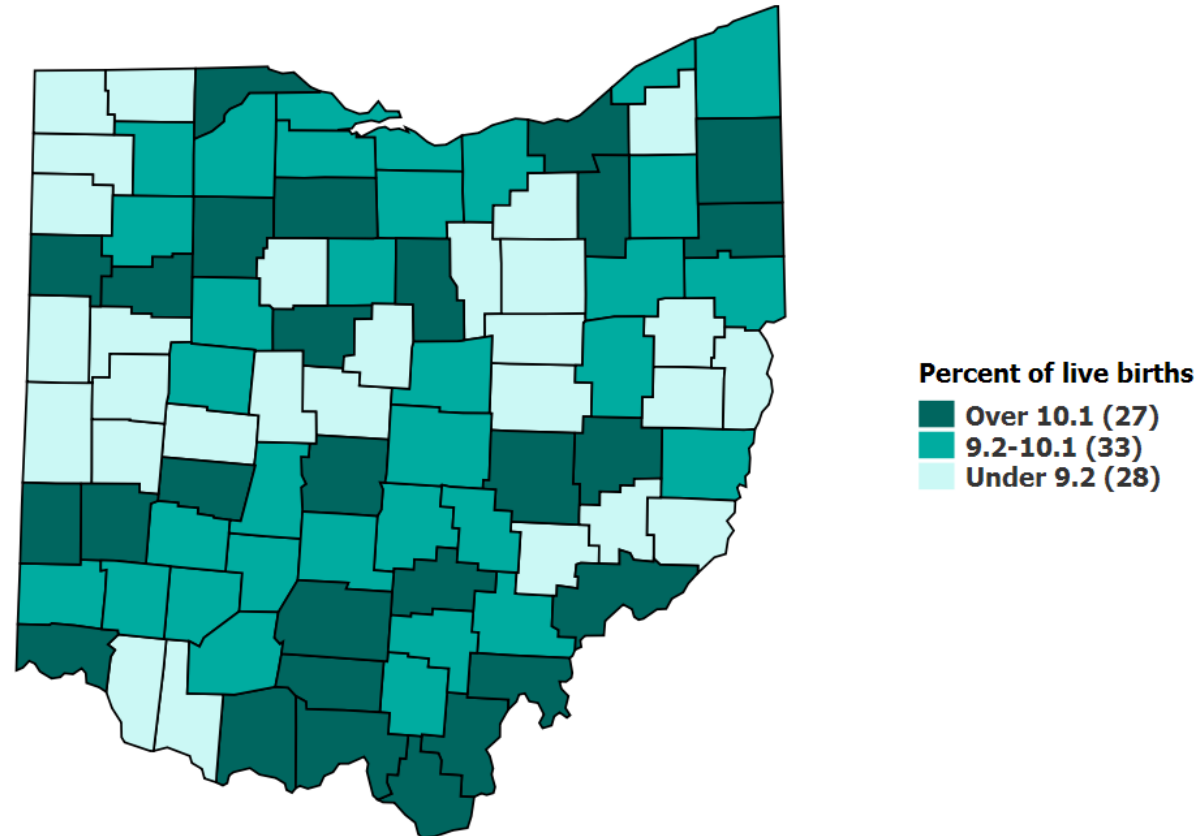 Percent of live births
Over 10.1 (27)
9.2-10.1 (33)
Under 9.2 (28)